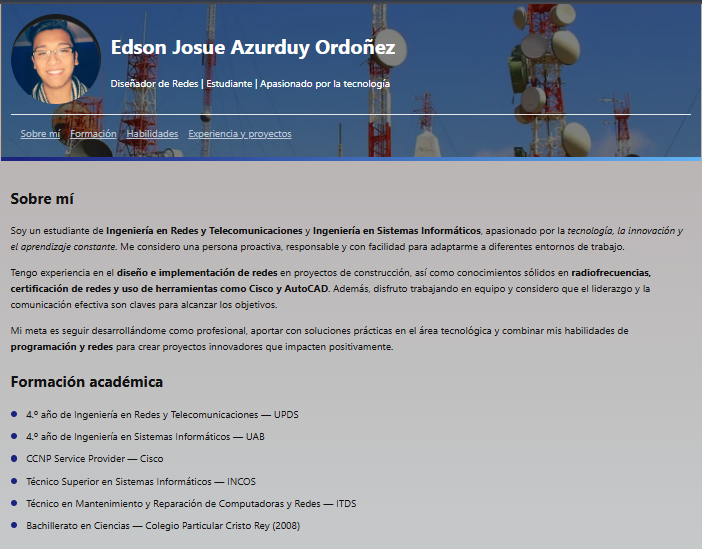 Edson Josue Azurduy Ordoñez
Diseñador de Redes | Estudiante | Apasionado por la tecnología
Sobre mí Formación Habilidades Experiencia y proyectos
Sobre mí
Soy un estudiante de Ingeniería en Redes y Telecomunicaciones y Ingeniería en Sistemas Informáticos, apasionado por la tecnología, la innovación y
el aprendizaje constante. Me considero una persona proactiva, responsable y con facilidad para adaptarme a diferentes entornos de trabajo.
Tengo experiencia en el diseño e implementación de redes en proyectos de construcción, así como conocimientos sólidos en radiofrecuencias,
certificación de redes y uso de herramientas como Cisco y AutoCAD. Además, disfruto trabajando en equipo y considero que el liderazgo y la
comunicación efectiva son claves para alcanzar los objetivos.
Mi meta es seguir desarrollándome como profesional, aportar con soluciones prácticas en el área tecnológica y combinar mis habilidades de
programación y redes para crear proyectos innovadores que impacten positivamente.
Formación académica
4.º año de Ingeniería en Redes y Telecomunicaciones — UPDS
4.º año de Ingeniería en Sistemas Informáticos — UAB
CCNP Service Provider — Cisco
Técnico Superior en Sistemas Informáticos — INCOS
Técnico en Mantenimiento y Reparación de Computadoras y Redes — ITDS
Bachillerato en Ciencias — Colegio Particular Cristo Rey (2008)